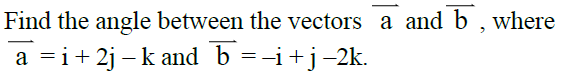 Find the angle between the vectors a̅ and b̅ , where
a̅ = i + 2j – k and b̅ = –i + j –2k.